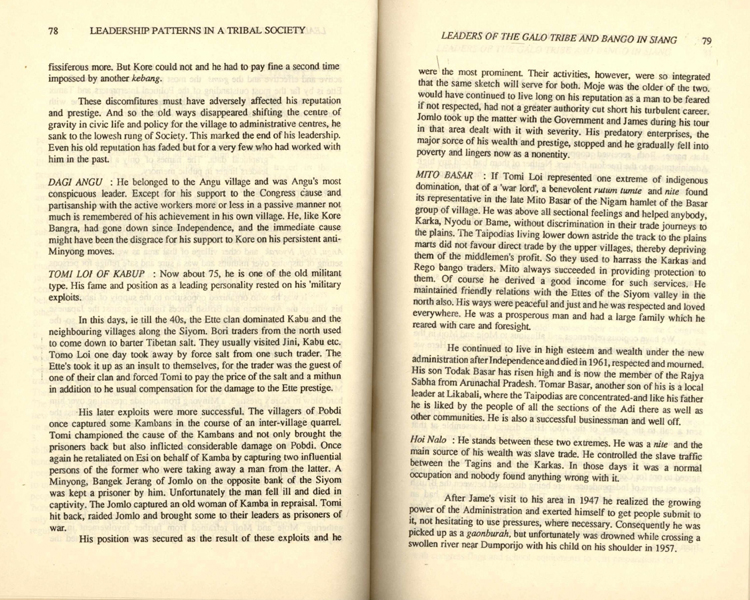 78 LEADERSHIP PATTERNS IN A TRIBAL SOCIETY
fissiferous more. But Kore could not and he had to pay fine a second time
impossed by another kebang.
These discomfitures must have adversely affected his reputation
and prestige. And so the old ways disappeared shifting the centre of
gravity in civic life and policy for the village to administrative centres, he
sank to the lowesh rung of Society. This marked the end of his leadership.
Even his old reputation has faded but for a very few who had worked with
him in the past.
DAGI ANGU : He belonged to the Angu village and was Angu's most
conspicuous leader. Except for his support to the Congress cause and
partisanship with the active workers more or less in a passive manner not
much is remembered of his achievement in his own village. He, like Kore
Bangra, had gone down since Independence, and the immediate cause
might have been the disgrace for his support to Kore on his persistent anti-
Minyong moves.
TOMI LOI OF KABUP : Now about 75, he is one of the old militant
type. His fame and position as a leading personality rested on his 'military
exploits.
In this days, ie till the 40s, the Ette clan dominated Kabu and the
neighbouring villages along the Siyom. Bori traders from the north used
to come down to barter Tibetan salt. They usually visited Jini, Kabu etc.
Tomo Loi one day took away by force salt from one such trader. The
Ette's took it up as an insult to themselves, for the trader was the guest of
one of their clan and forced Tomi to pay the price of the salt and a mithun
in addition to he usual compensation for the damage to the Ette prestige.
His later exploits were more successful. The villagers of Pobdi
once captured some Kambans in the course of an inter-village quarrel.
Tomi championed the cause of the Kambans and not only brought the
prisoners back but also inflicted considerable damage on Pobdi. Once
again he retaliated on Esi on behalf of Kamba by capturing two influential
persons of the former who were taking away a man from the latter. A
Minyong, Bangek Jerang of Jomlo on the opposite bank of the Siyom
was kept a prisoner by him. Unfortunately the man fell ill and died in
captivity. The Jomlo captured an old woman of Kamba in repraisal. Tomi
hit back, raided Jomlo and brought some to their leaders as prisoners of
war.
His position was secured as the result of these exploits and he
LEADERS OF THE GALO TRIBE AND BANGO IN SIANG 79
were the most prominent. Their activities, however, were so integrated
that the same sketch will serve for both. Moje was the older of the two.
would have continued to live long on his reputation as a man to be feared
if not respected, had not a greater authority cut short his turbulent career.
Jomlo took up the matter with the Government and James during his tour
in that area dealt with it with severity. His predatory enterprises, the
major sorce of his wealth and prestige, stopped and he gradually fell into
poverty and lingers now as a nonentity.
MITO BASAR : If Tomi Loi represented one extreme of indigenous
domination, that of a 'war lord', a benevolent rutum tumte and nite found
its representative in the late Mito Basar of the Nigam hamlet of the Basar
group of village. He was above all sectional feelings and helped anybody,
Karka, Nyodu or Bame, without discrimination in their trade journeys to
the plains. The Taipodias living lower down astride the track to the plains
marts did not favour direct trade by the upper villages, thereby depriving
them of the middlemen's profit. So they used to harrass the Karkas and
Rego bango traders. Mito always succeeded in providing protection to
them. Of course he derived a good income for such services. He
maintained friendly relations with the Ettes of the Siyom valley in the
north also. His ways were peaceful and just and he was respected and loved
everywhere. He was a prosperous man and had a large family which he
reared with care and foresight.
He continued to live in high esteem and wealth under the new
administration after Independence and died in 1961, respected and mourned.
His son Todak Basar has risen high and is now the member of the Rajya
Sabha from Arunachal Pradesh. Tomar Basar, another son of his is a local
leader at Likabali, where the Taipodias are concentrated-and like his father
he is liked by the people of all the sections of the Adi there as well as
other communities. He is also a successful businessman and well off.
Hoi Nalo : He stands between these two extremes. He was a nite and the
main source of his wealth was slave trade. He controlled the slave traffic
between the Tagins and the Karkas. In those days it was a normal
occupation and nobody found anything wrong with it.
After Jame's visit to his area in 1947 he realized the growing
power of the Administration and exerted himself to get people submit to
it, not hesitating to use pressures, where necessary. Consequently he was
picked up as a gaonburah, but unfortunately was drowned while crossing a
swollen river near Dumporijo with his child on his shoulder in 1957.